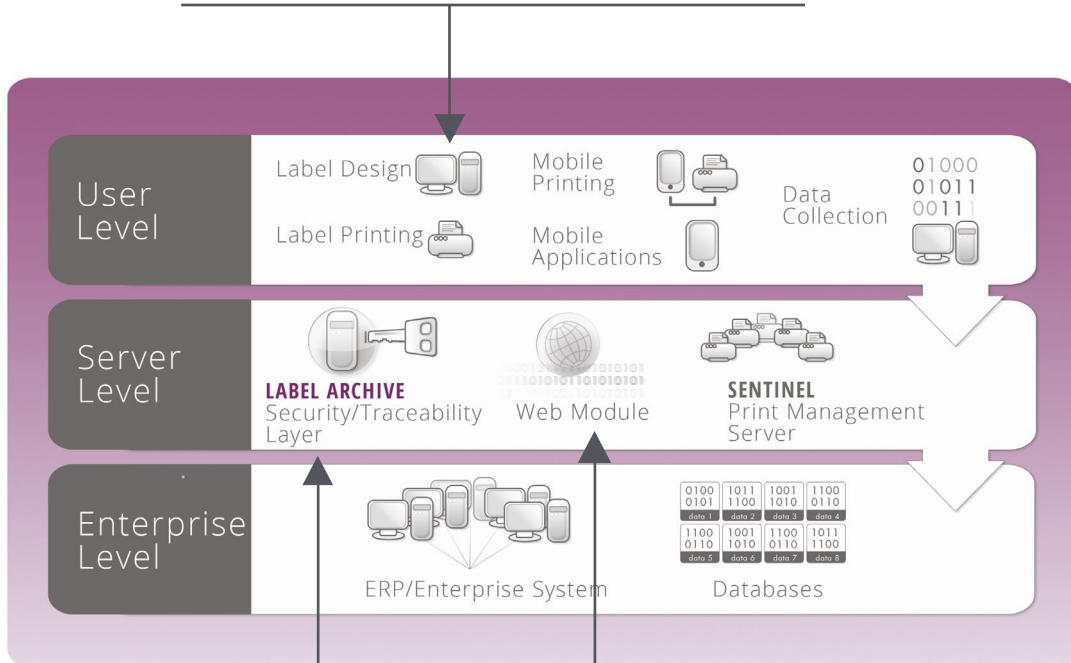 User
Level
Label Design
Label Printing
Mobile
Printing
Mobile
Applications
Data
Collection
01000
01011
00111
Server
Level
LABEL ARCHIVE
Security/Traceability
Layer
Web Module
SENTINEL
Print Management
Server
Enterprise
Level
ERP/Enterprise System
0100 1011 1001 1100
0101 1100 1010 0110
data 1 data 2 data 3 data 4
1100 1001 1100 1011
0110 1010 0110 1100
data 5 data 6 data 7 data 8
Databases